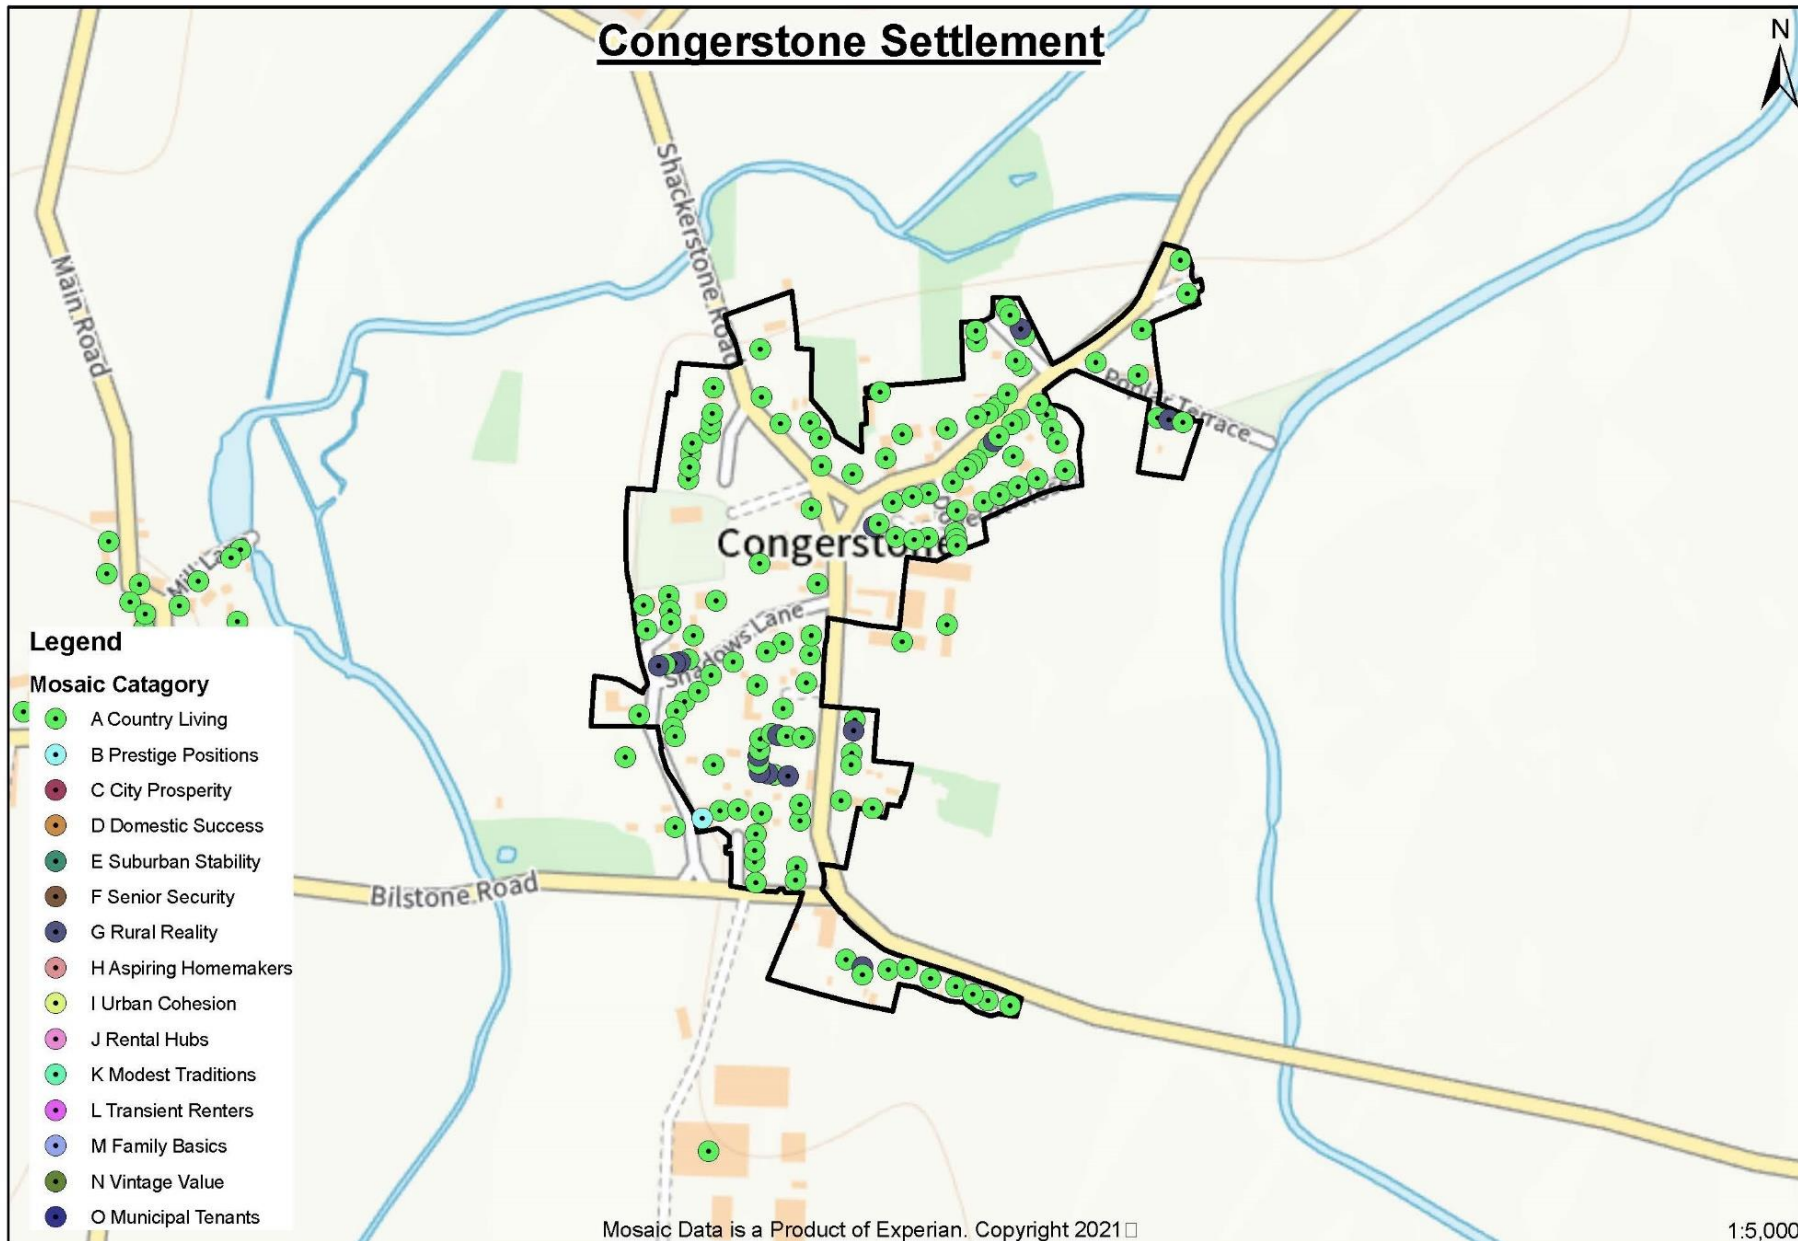 Congerstone Settlement
N
Shackerstone Road
Main Road
Poplar Terrace
Congerstone
Mill Lane
Shadows Lane
Bilstone Road
Legend
Mosaic Catagory
A Country Living
B Prestige Positions
C City Prosperity
D Domestic Success
E Suburban Stability
F Senior Security
G Rural Reality
H Aspiring Homemakers
I Urban Cohesion
J Rental Hubs
K Modest Traditions
L Transient Renters
M Family Basics
N Vintage Value
O Municipal Tenants
Mosaic Data is a Product of Experian. Copyright 2021
1:5,000